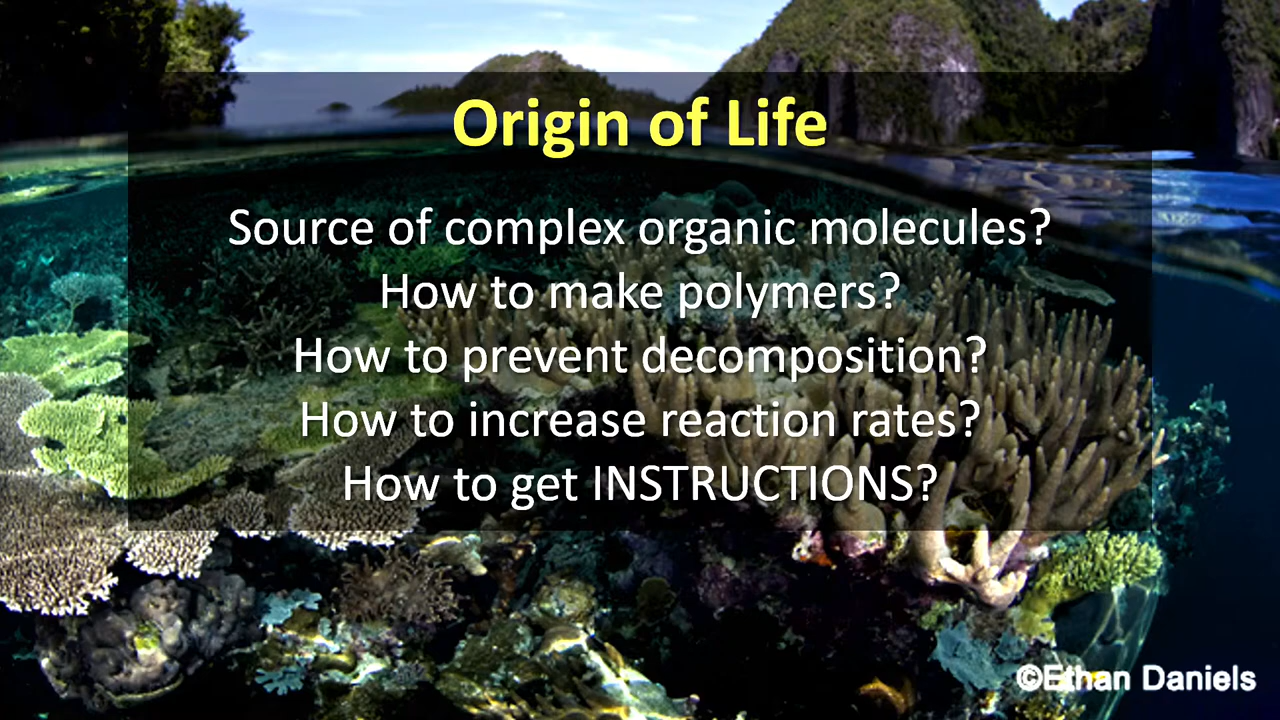 Origin of Life
Source of complex organic molecules?
How to make polymers?
How to prevent decomposition?
How to increase reaction rates?
How to get INSTRUCTIONS?
©Ethan Daniels